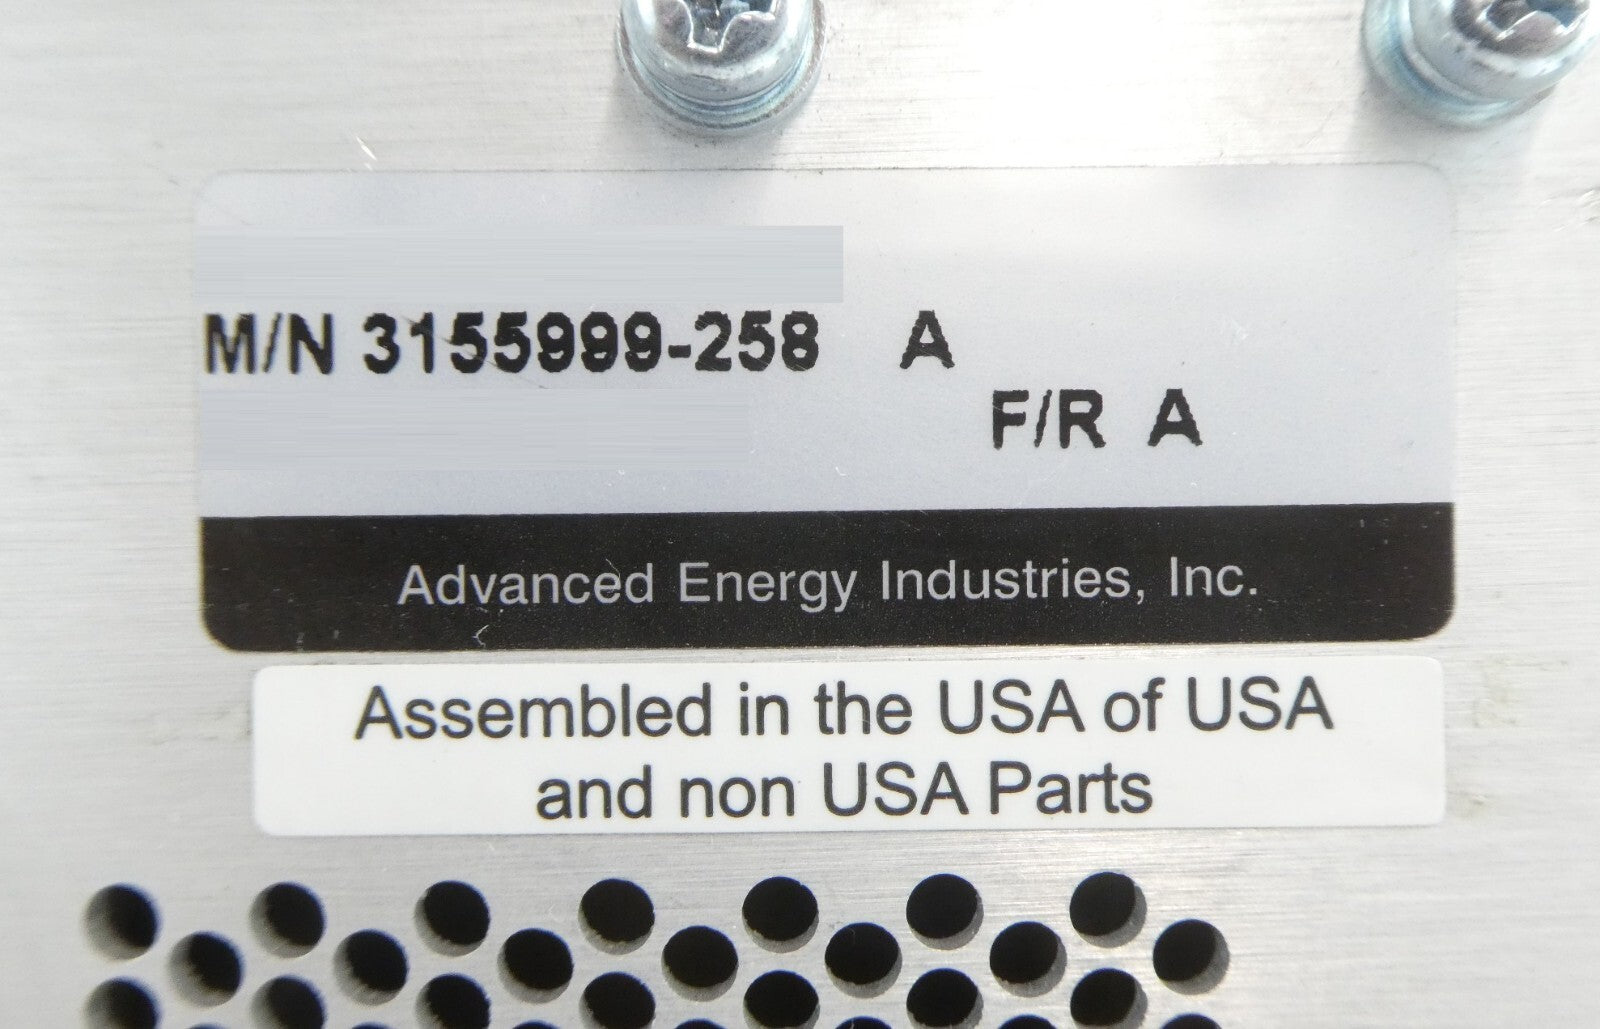 M/N 3155999-258 A
F/R A
Advanced Energy Industries, Inc.
Assembled in the USA of USA
and non USA Parts